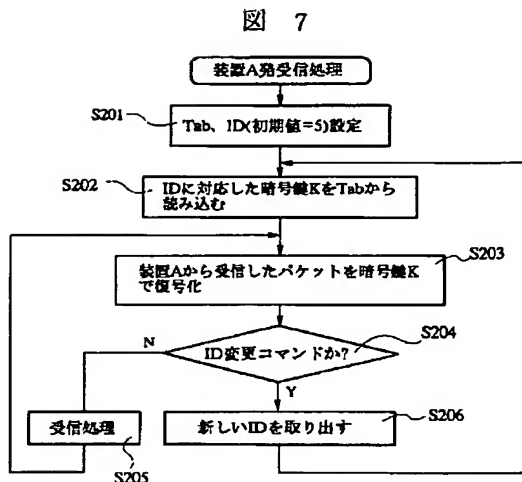 図 7
装置A発受信処理
S201
Tab、ID(初期値=5)設定
S202
IDに対応した暗号鍵KをTabから
読み込む
S203
装置Aから受信したパケットを暗号鍵K
で復号化
S204
N
ID変更コマンドか?
Y
受信処理
S205
新しいIDを取り出す
S206